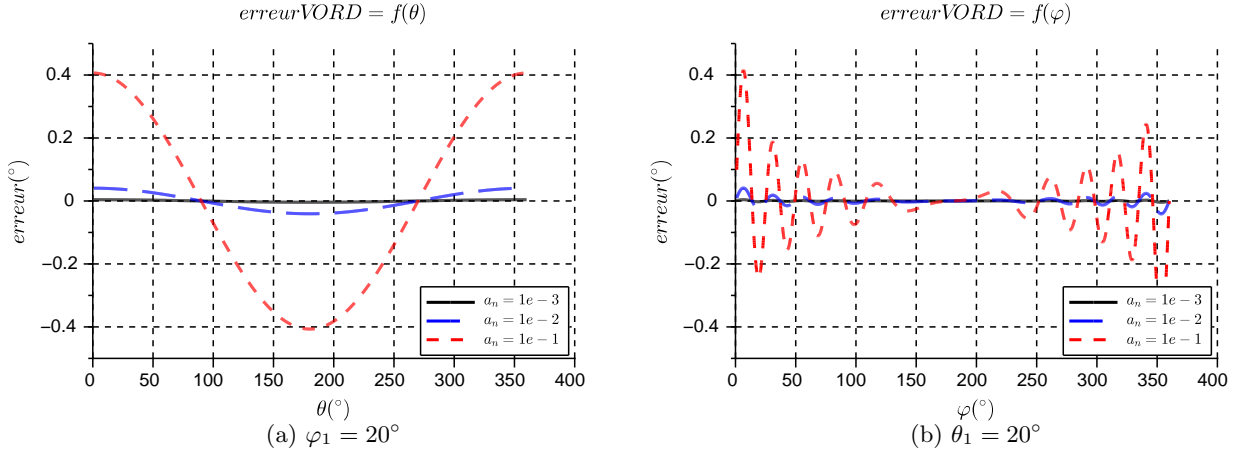 erreurVORD = f(θ)
0.4
0.2
0
−0.2
−0.4
erreur(°)
0 50 100 150 200 250 300 350 400
θ(°)
a_n = 1e − 3
a_n = 1e − 2
a_n = 1e − 1
(a) φ₁ = 20°
erreurVORD = f(φ)
0.4
0.2
0
−0.2
−0.4
erreur(°)
0 50 100 150 200 250 300 350 400
φ(°)
a_n = 1e − 3
a_n = 1e − 2
a_n = 1e − 1
(b) θ₁ = 20°